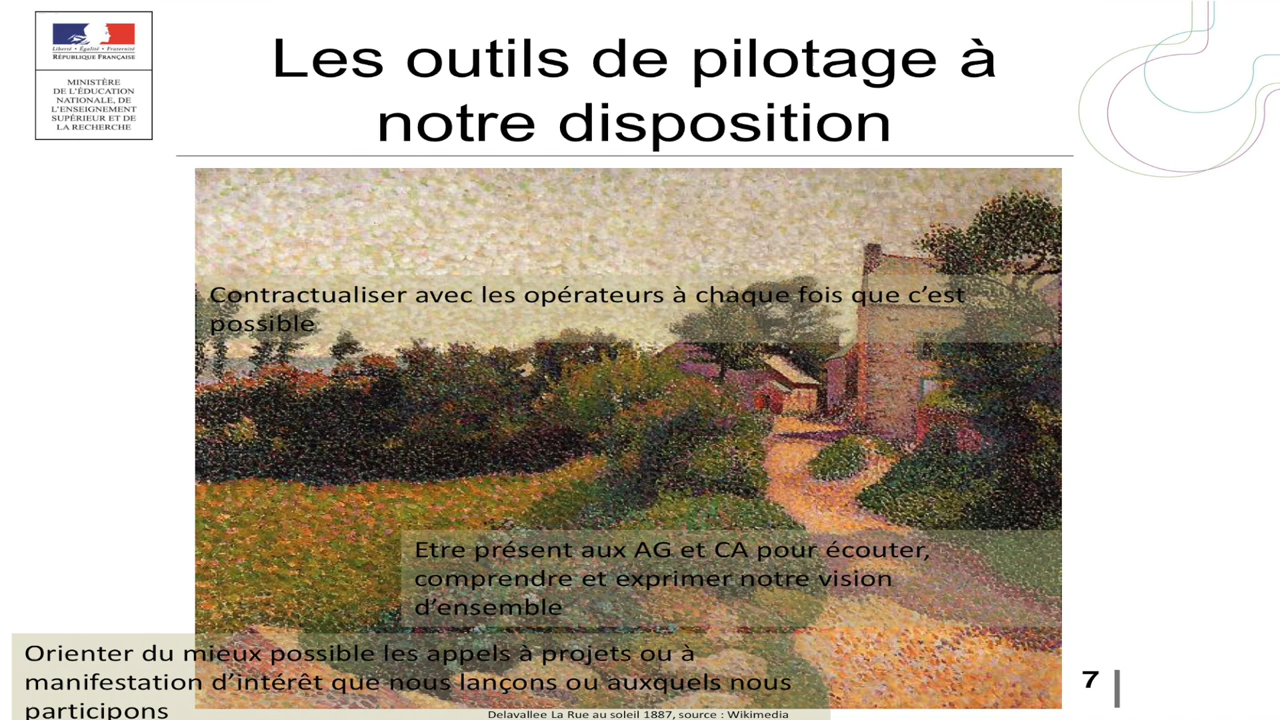 Liberté • Égalité • Fraternité
RÉPUBLIQUE FRANÇAISE
MINISTÈRE
DE L'ÉDUCATION
NATIONALE, DE
L'ENSEIGNEMENT
SUPÉRIEUR ET DE
LA RECHERCHE
Les outils de pilotage à
notre disposition
Contractualiser avec les opérateurs à chaque fois que c’est
possible
Etre présent aux AG et CA pour écouter,
comprendre et exprimer notre vision
d’ensemble
Orienter du mieux possible les appels à projets ou à
manifestation d’intérêt que nous lançons ou auxquels nous
participons
7
Delavallee La Rue au soleil 1887, source : Wikimedia